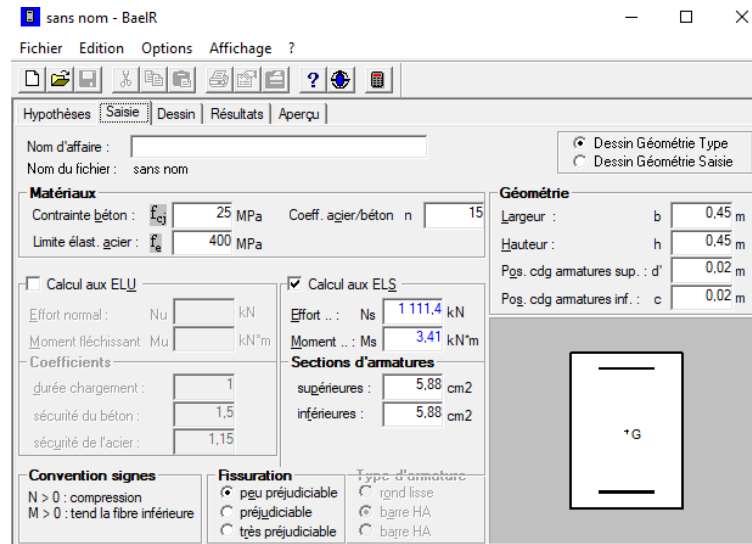 sans nom - BaelR
Fichier Edition Options Affichage ?
Hypothèses Saisie Dessin Résultats Aperçu
Nom d'affaire :
Nom du fichier : sans nom
Dessin Géométrie Type
Dessin Géométrie Saisie
Matériaux
Contrainte béton : fcj 25 MPa Coeff. agier/béton n 15
Limite élast. acier : fe 400 MPa
Géométrie
Largeur : b 0,45 m
Hauteur : h 0,45 m
Pos. cdg armatures sup. : d' 0,02 m
Pos. cdg armatures inf. : c 0,02 m
Calcul aux ELU
Effort normal : Nu kN
Moment fléchissant Mu kN*m
Calcul aux ELS
Effort .. : Ns 1 111,4 kN
Moment .. : Ms 3,41 kN*m
Coefficients
durée chargement : 1
sécurité du béton : 1,5
sécurité de l'acier : 1,15
Sections d'armatures
supérieures : 5,88 cm2
inférieures : 5,88 cm2
Convention signes
N > 0 : compression
M > 0 : tend la fibre inférieure
Fissuration
peu préjudiciable
préjudiciable
très préjudiciable
Type d'armature
rond lisse
barre HA
barre HA
+G